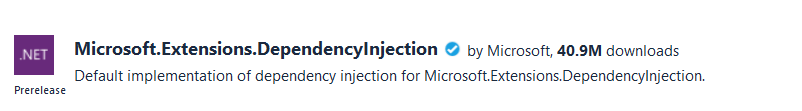 .NET
Microsoft.Extensions.DependencyInjection by Microsoft, 40.9M downloads
Default implementation of dependency injection for Microsoft.Extensions.DependencyInjection.
Prerelease